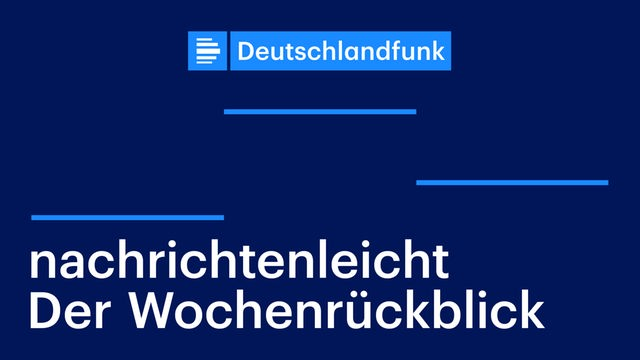 Deutschlandfunk
nachrichtenleicht
Der Wochenrückblick